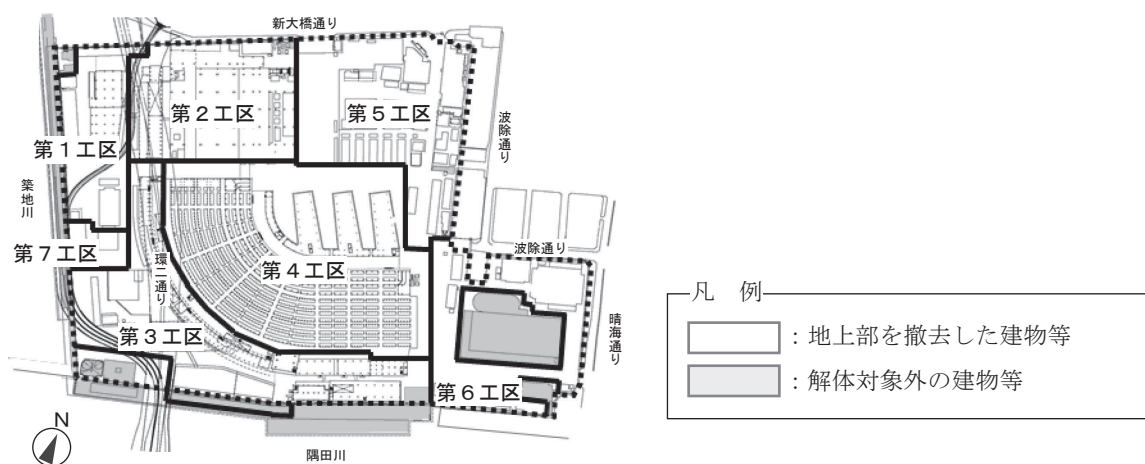 新大橋通り
第２工区
第５工区
波除通り
第１工区
築地川
波除通り
第７工区
環二通り
第４工区
晴海通り
第３工区
第６工区
N
隅田川
凡　例
：地上部を撤去した建物等
：解体対象外の建物等